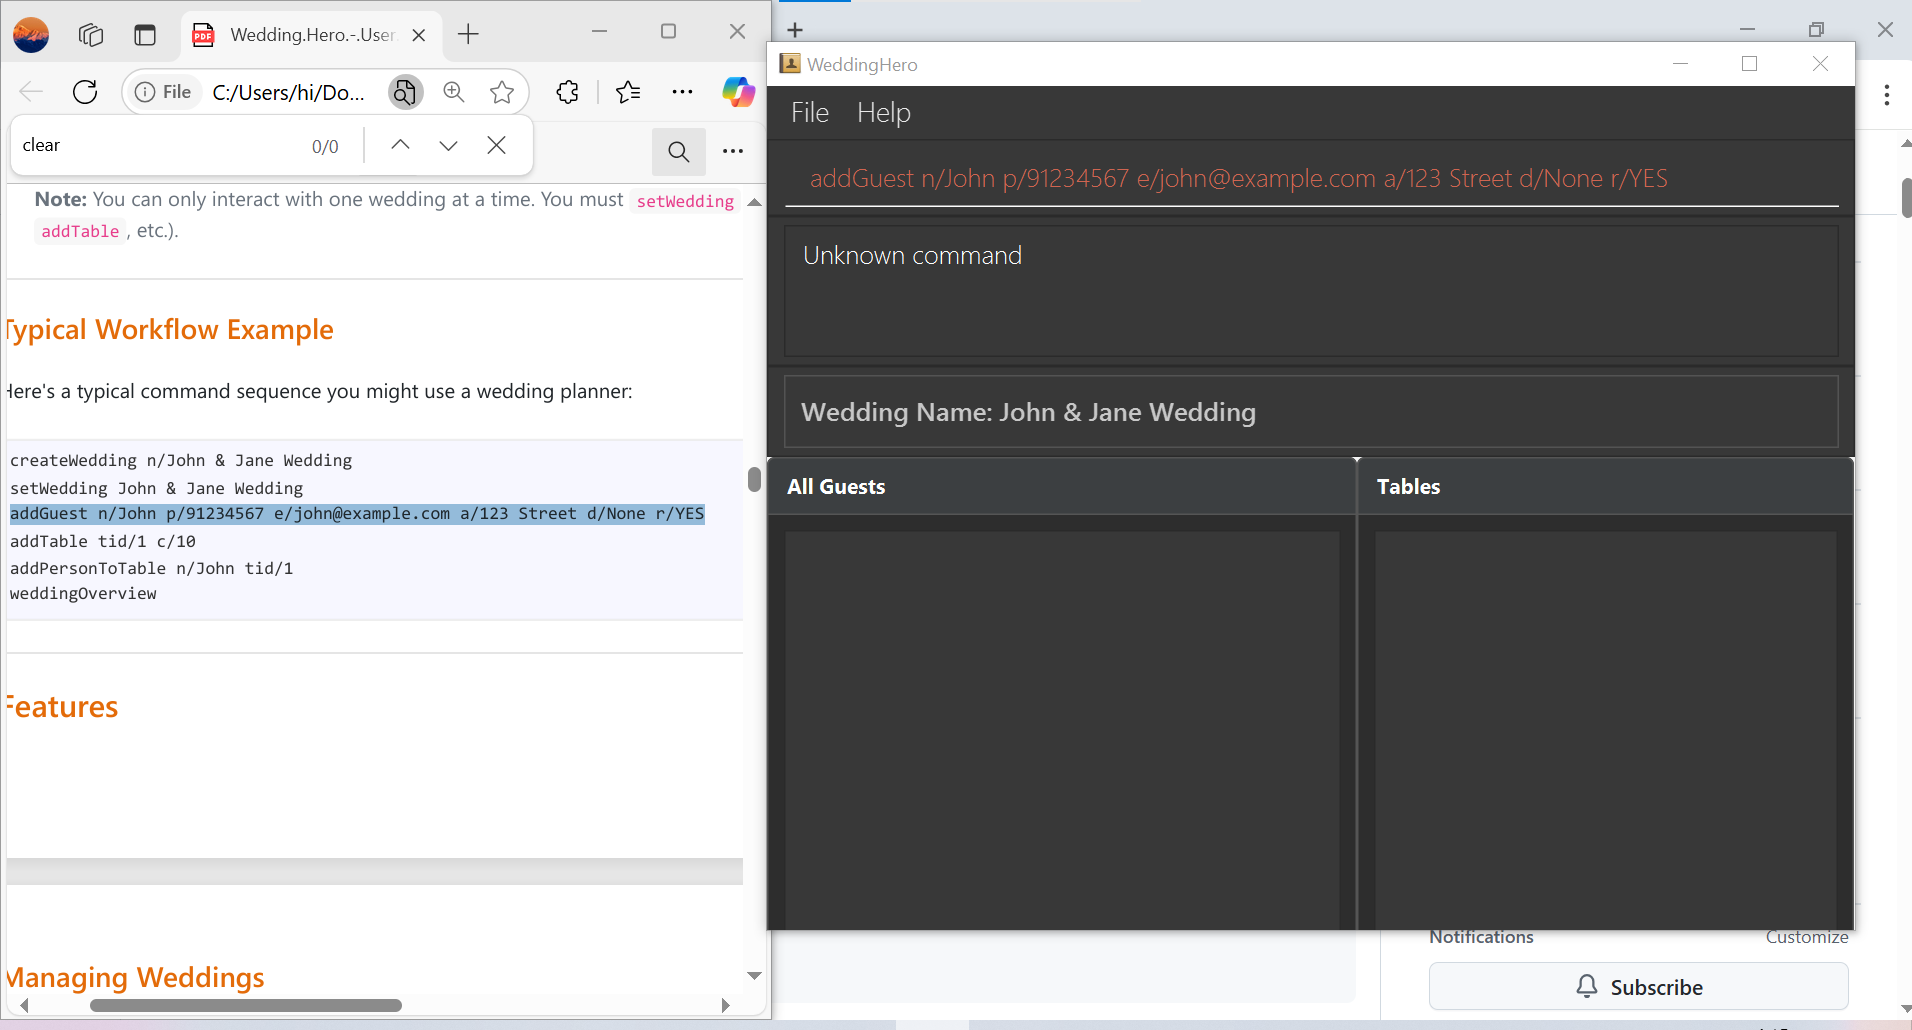 Wedding.Hero.-.User.
File
C:/Users/hi/Do...
clear
0/0
Note: You can only interact with one wedding at a time. You must setWedding
addTable , etc.).
Typical Workflow Example
Here's a typical command sequence you might use a wedding planner:
createWedding n/John & Jane Wedding
setWedding John & Jane Wedding
addGuest n/John p/91234567 e/john@example.com a/123 Street d/None r/YES
addTable tid/1 c/10
addPersonToTable n/John tid/1
weddingOverview
Features
Managing Weddings
WeddingHero
File Help
addGuest n/John p/91234567 e/john@example.com a/123 Street d/None r/YES
Unknown command
Wedding Name: John & Jane Wedding
All Guests
Tables
Notifications
Customize
Subscribe